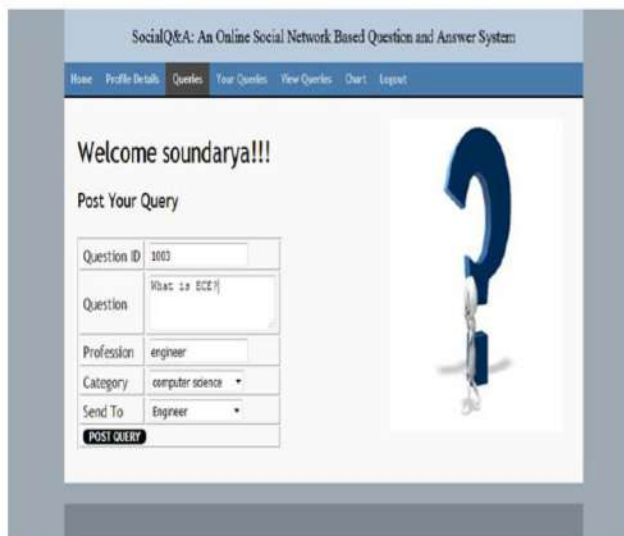 SocialQ&A: An Online Social Network Based Question and Answer System
Home Profile Details Queries Your Queries View Queries Chart Logout
Welcome soundarya!!!
Post Your Query
Question ID 1003
Question What is ECE?
Profession engineer
Category computer science
Send To Engineer
POST QUERY